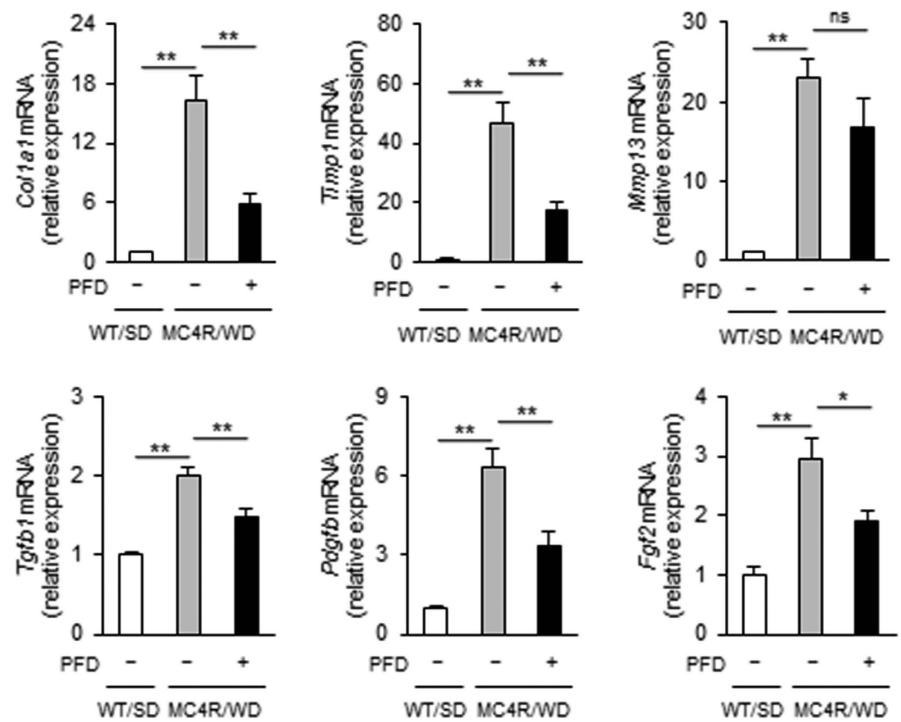 Col1a1 mRNA
(relative expression)
24
18
12
6
0
**
**
PFD − − +
WT/SD MC4R/WD
Timp1 mRNA
(relative expression)
80
60
40
20
0
**
**
PFD − − +
WT/SD MC4R/WD
Mmp13 mRNA
(relative expression)
30
20
10
0
**
ns
PFD − − +
WT/SD MC4R/WD
Tgfb1 mRNA
(relative expression)
3
2
1
0
**
**
PFD − − +
WT/SD MC4R/WD
Pdgfb mRNA
(relative expression)
9
6
3
0
**
**
PFD − − +
WT/SD MC4R/WD
Fgf2 mRNA
(relative expression)
4
3
2
1
0
**
*
PFD − − +
WT/SD MC4R/WD